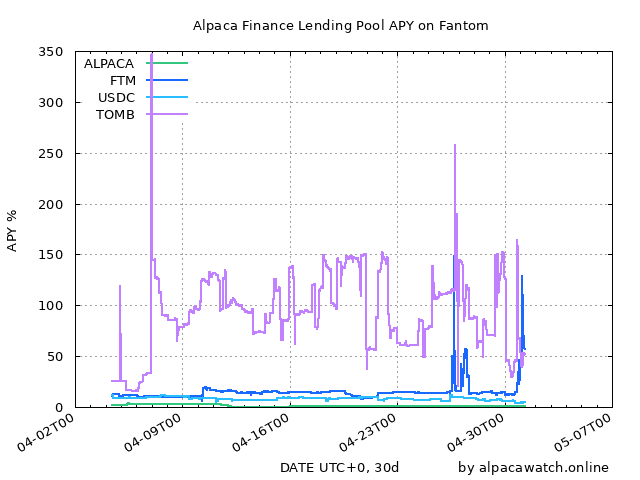 Alpaca Finance Lending Pool APY on Fantom
350
300
250
200
150
100
50
0
APY %
ALPACA
FTM
USDC
TOMB
04-02T00
04-09T00
04-16T00
04-23T00
04-30T00
05-07T00
DATE UTC+0, 30d
by alpacawatch.online